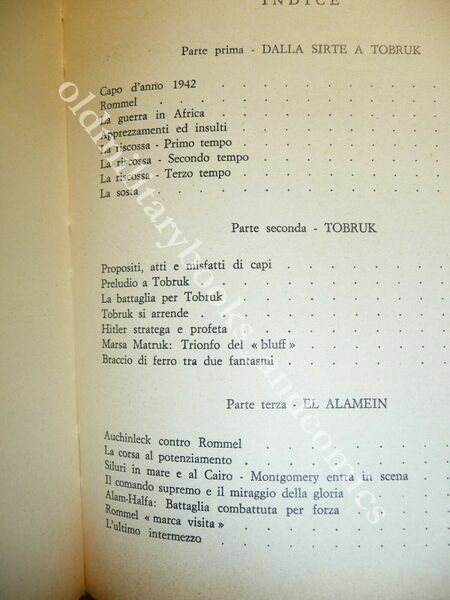 INDICE
Parte prima - DALLA SIRTE A TOBRUK
Capo d'anno 1942
Rommel
La guerra in Africa
Apprezzamenti ed insulti
La riscossa - Primo tempo
La riscossa - Secondo tempo
La riscossa - Terzo tempo
La sosta
Parte seconda - TOBRUK
Propositi, atti e misfatti di capi
Preludio a Tobruk
La battaglia per Tobruk
Tobruk si arrende
Hitler stratega e profeta
Marsa Matruk: Trionfo del « bluff »
Braccio di ferro tra due fantasmi
Parte terza - EL ALAMEIN
Auchinleck contro Rommel
La corsa al potenziamento
Siluri in mare e al Cairo - Montgomery entra in scena
Il comando supremo e il miraggio della gloria
Alam-Halfa: Battaglia combattuta per forza
Rommel « marca visita »
L'ultimo intermezzo
oldmilitarybooksandcomics